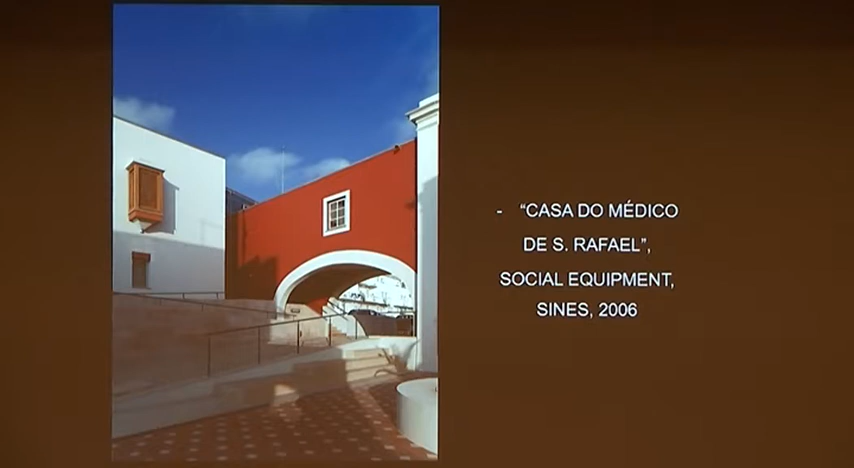 - “CASA DO MÉDICO
DE S. RAFAEL”,
SOCIAL EQUIPMENT,
SINES, 2006